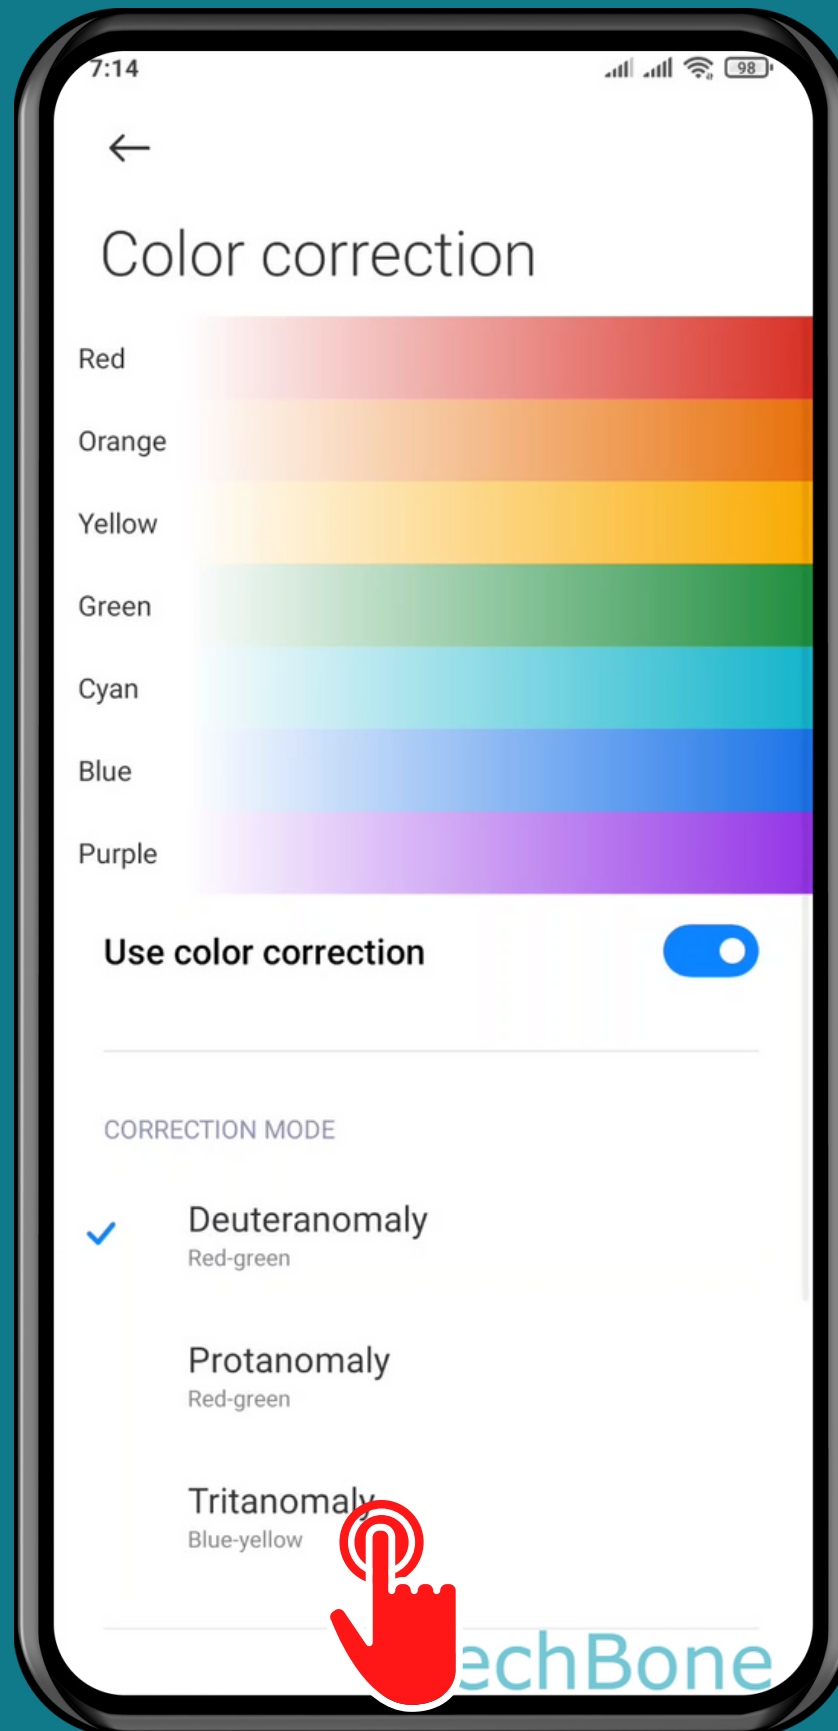 7:14
98
Color correction
Red
Orange
Yellow
Green
Cyan
Blue
Purple
Use color correction
CORRECTION MODE
Deuteranomaly
Red-green
Protanomaly
Red-green
Tritanomaly
Blue-yellow
echBone